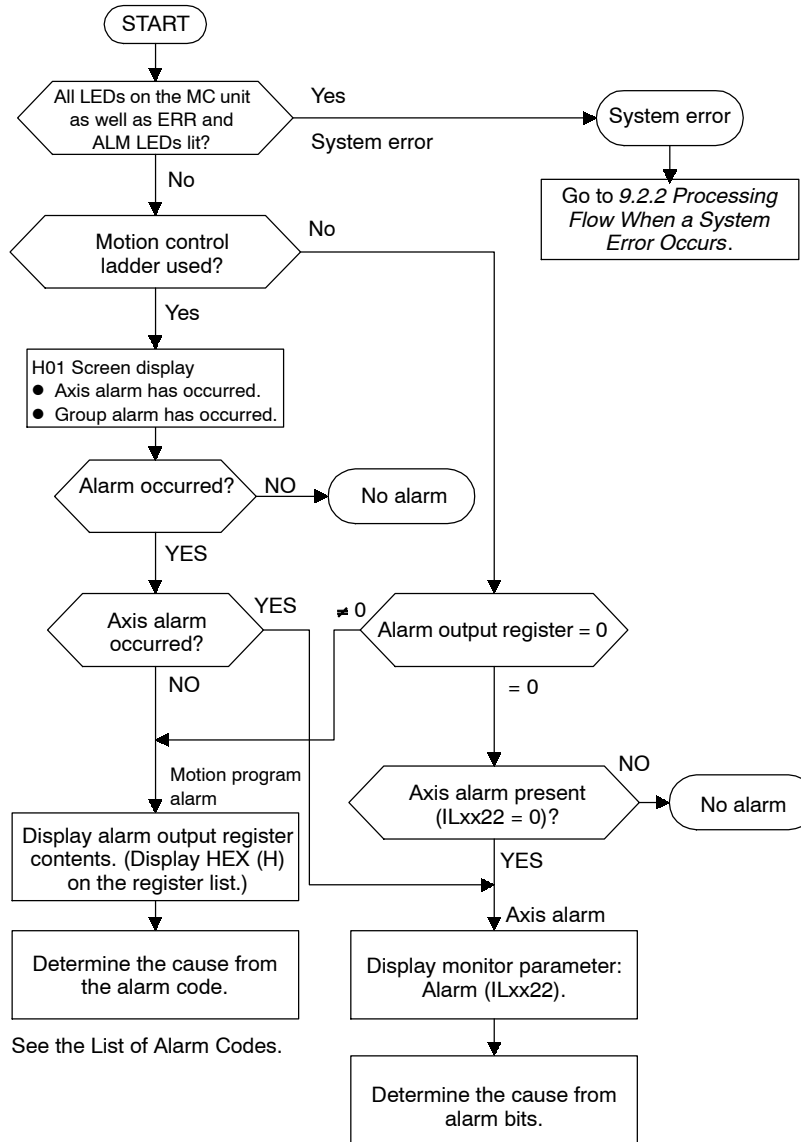 START
All LEDs on the MC unit
as well as ERR and
ALM LEDs lit?
Yes
System error
System error
No
Go to 9.2.2 Processing
Flow When a System
Error Occurs.
Motion control
ladder used?
No
Yes
H01 Screen display
● Axis alarm has occurred.
● Group alarm has occurred.
Alarm occurred?
NO
No alarm
YES
Axis alarm
occurred?
YES
≠ 0
Alarm output register = 0
NO
= 0
Motion program
alarm
Axis alarm present
(ILxx22 = 0)?
NO
No alarm
Display alarm output register
contents. (Display HEX (H)
on the register list.)
YES
Axis alarm
Determine the cause from
the alarm code.
Display monitor parameter:
Alarm (ILxx22).
See the List of Alarm Codes.
Determine the cause from
alarm bits.